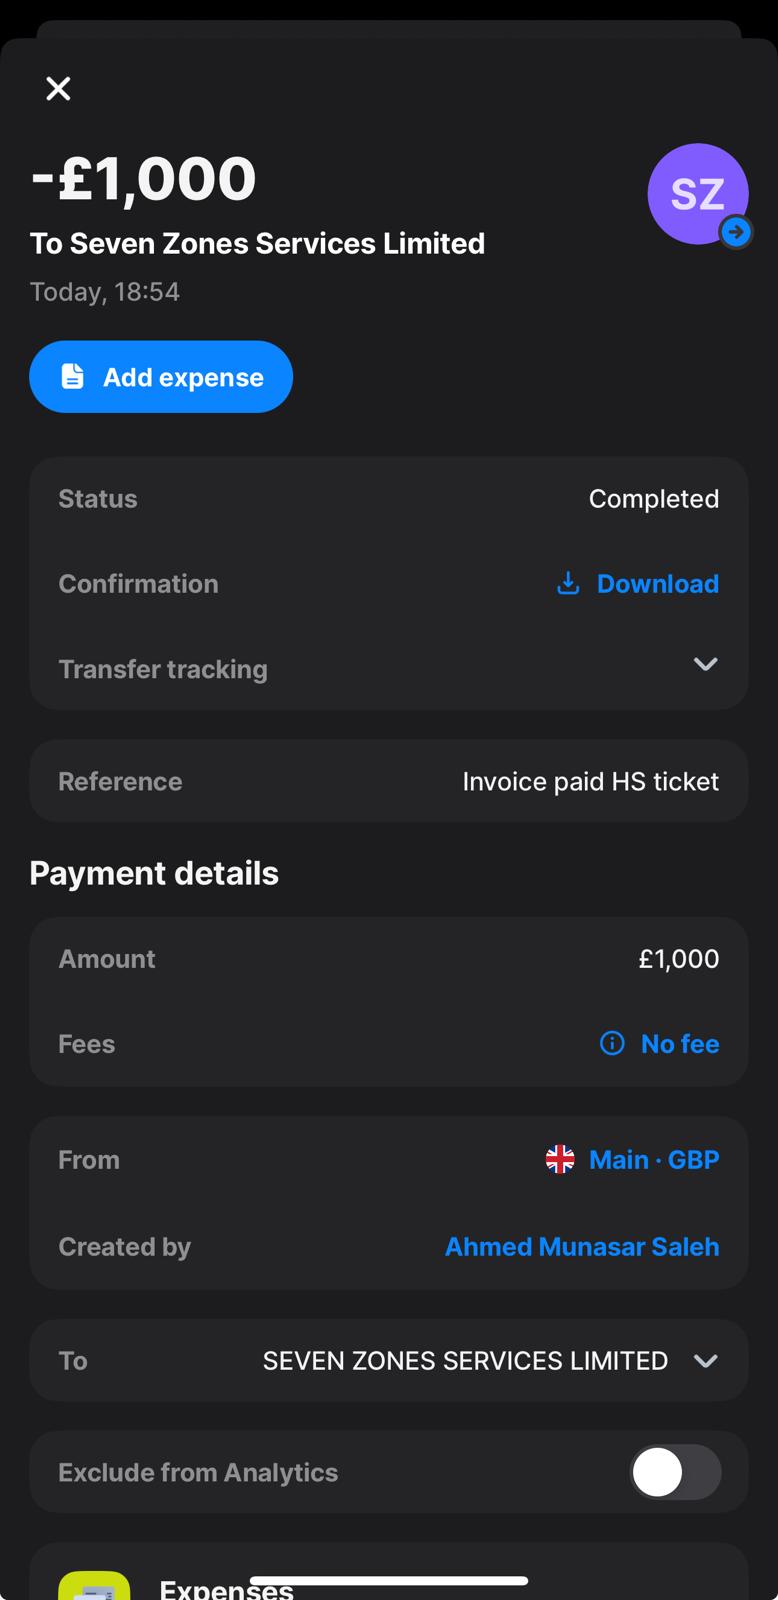 -£1,000
SZ
To Seven Zones Services Limited
Today, 18:54
Add expense
Status Completed
Confirmation Download
Transfer tracking
Reference Invoice paid HS ticket
Payment details
Amount £1,000
Fees No fee
From Main · GBP
Created by Ahmed Munasar Saleh
To SEVEN ZONES SERVICES LIMITED
Exclude from Analytics
Expenses